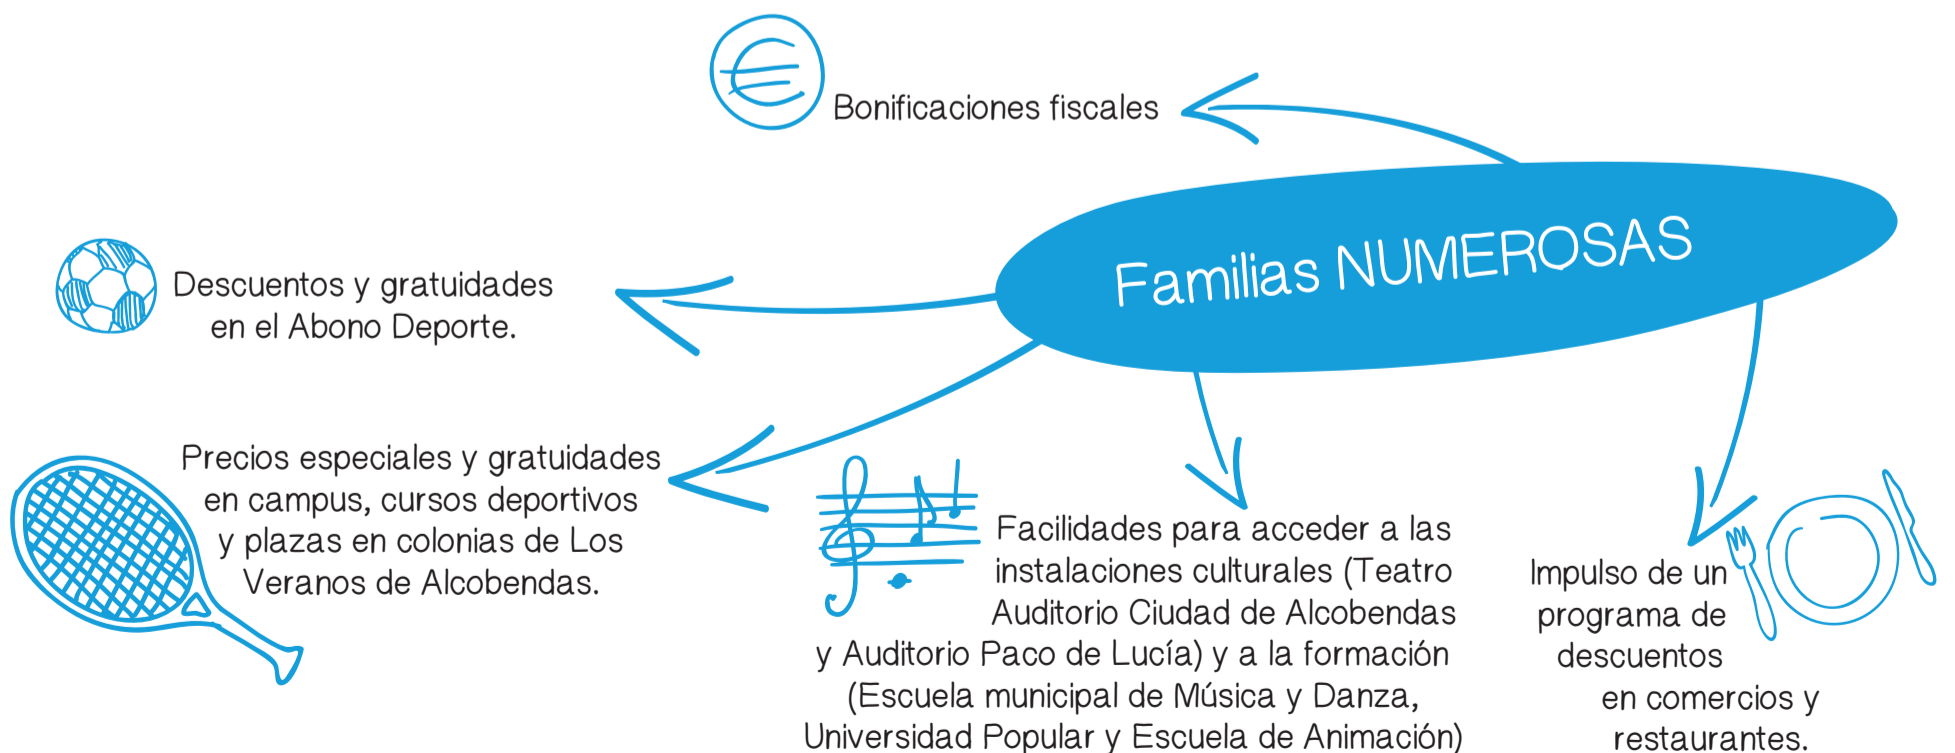 Bonificaciones fiscales
Familias NUMEROSAS
Descuentos y gratuidades
en el Abono Deporte.
Precios especiales y gratuidades
en campus, cursos deportivos
y plazas en colonias de Los
Veranos de Alcobendas.
Facilidades para acceder a las
instalaciones culturales (Teatro
Auditorio Ciudad de Alcobendas
y Auditorio Paco de Lucía) y a la formación
(Escuela municipal de Música y Danza,
Universidad Popular y Escuela de Animación)
Impulso de un
programa de
descuentos
en comercios y
restaurantes.